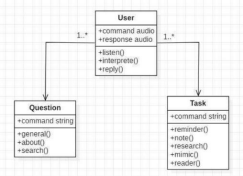 User
+command audio
+response audio
+listen()
+interprete()
+reply()
1..*
1..*
Question
+command string
+general()
+about()
+search()
Task
+command string
+reminder()
+note()
+research()
+mimic()
+reader()